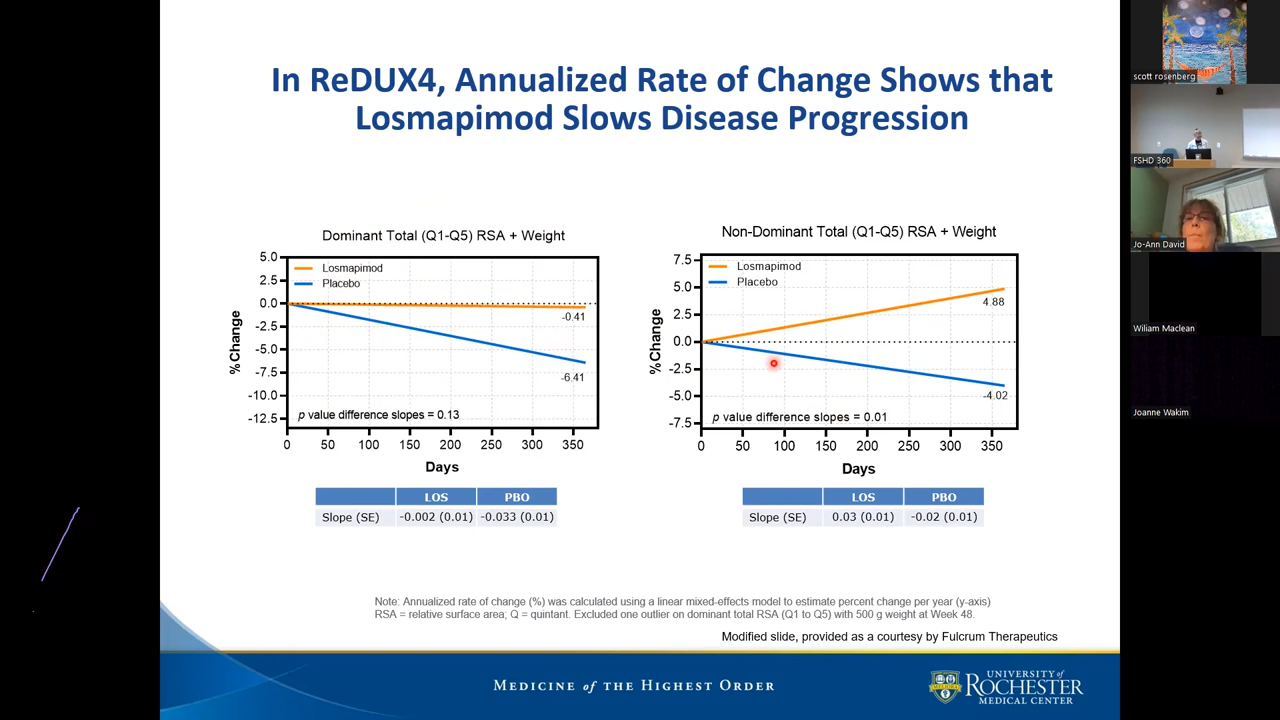 In ReDUX4, Annualized Rate of Change Shows that
Losmapimod Slows Disease Progression
Dominant Total (Q1-Q5) RSA + Weight
Losmapimod
Placebo
5.0
2.5
0.0
-2.5
-5.0
-7.5
-10.0
-12.5
%Change
-0.41
-6.41
p value difference slopes = 0.13
0 50 100 150 200 250 300 350
Days
LOS PBO
Slope (SE) -0.002 (0.01) -0.033 (0.01)
Non-Dominant Total (Q1-Q5) RSA + Weight
Losmapimod
Placebo
7.5
5.0
2.5
0.0
-2.5
-5.0
-7.5
%Change
4.88
-4.02
p value difference slopes = 0.01
0 50 100 150 200 250 300 350
Days
LOS PBO
Slope (SE) 0.03 (0.01) -0.02 (0.01)
Note: Annualized rate of change (%) was calculated using a linear mixed-effects model to estimate percent change per year (y-axis)
RSA = relative surface area; Q = quintant. Excluded one outlier on dominant total RSA (Q1 to Q5) with 500 g weight at Week 48.
Modified slide, provided as a courtesy by Fulcrum Therapeutics
MEDICINE of THE HIGHEST ORDER
UNIVERSITY of
ROCHESTER
MEDICAL CENTER
scott rosenberg
FSHD 360
Jo-Ann David
Wiliam Maclean
Joanne Wakim